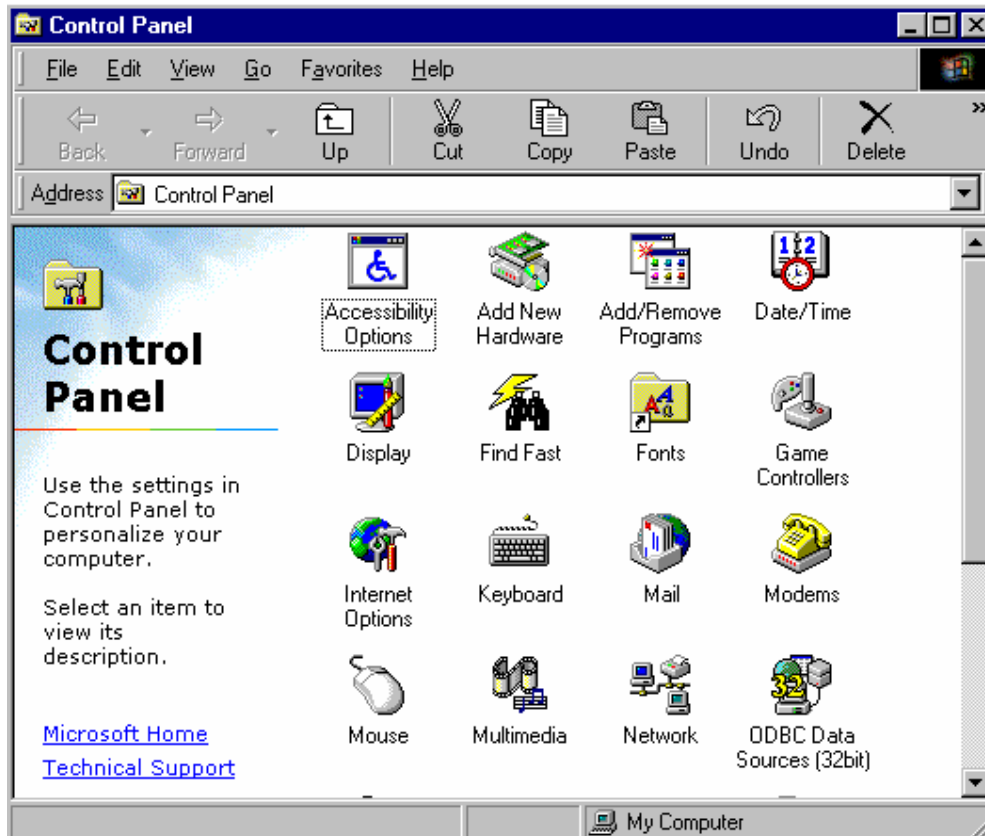 Control Panel
File Edit View Go Favorites Help
Back Forward Up Cut Copy Paste Undo Delete »
Address Control Panel
Control
Panel
Use the settings in
Control Panel to
personalize your
computer.
Select an item to
view its
description.
Microsoft Home
Technical Support
Accessibility
Options
Add New
Hardware
Add/Remove
Programs
Date/Time
Display
Find Fast
Fonts
Game
Controllers
Internet
Options
Keyboard
Mail
Modems
Mouse
Multimedia
Network
ODBC Data
Sources (32bit)
My Computer